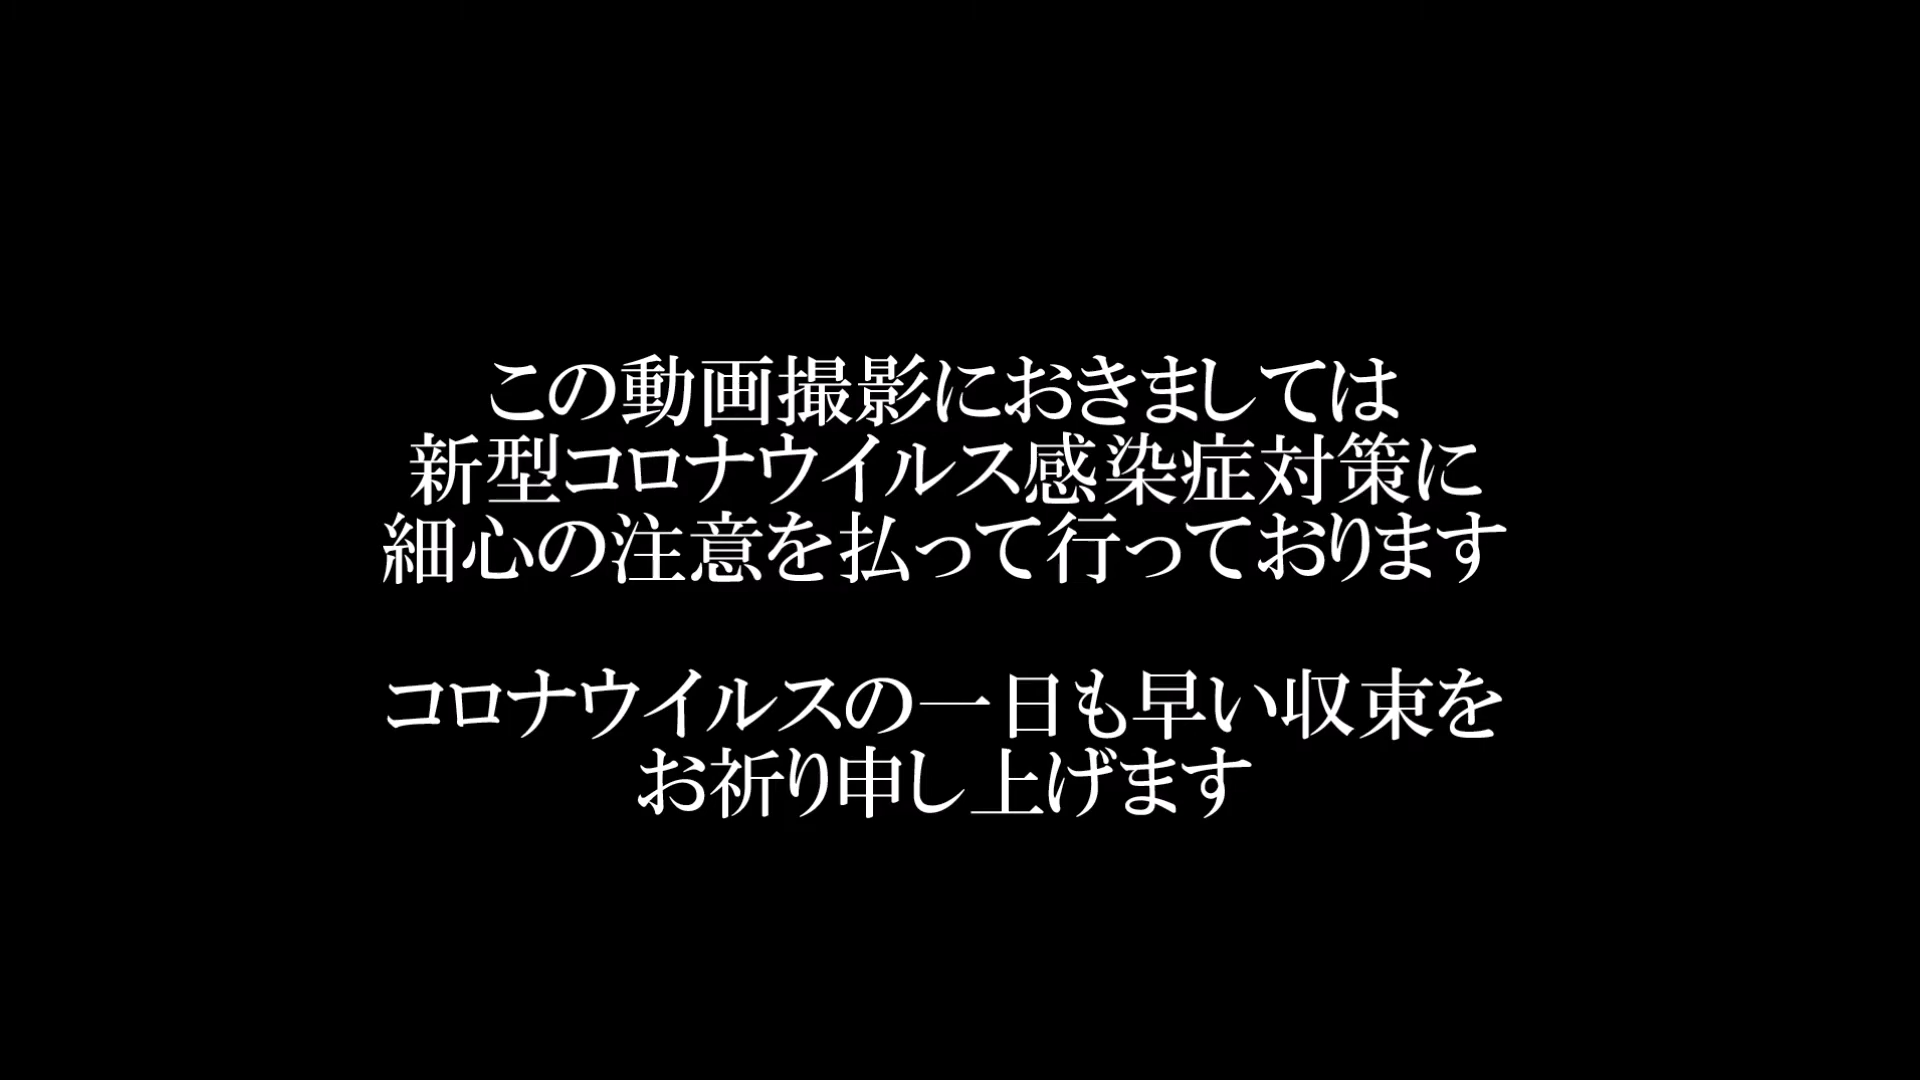 この動画撮影におきましては
新型コロナウイルス感染症対策に
細心の注意を払って行っております
コロナウイルスの一日も早い収束を
お祈り申し上げます